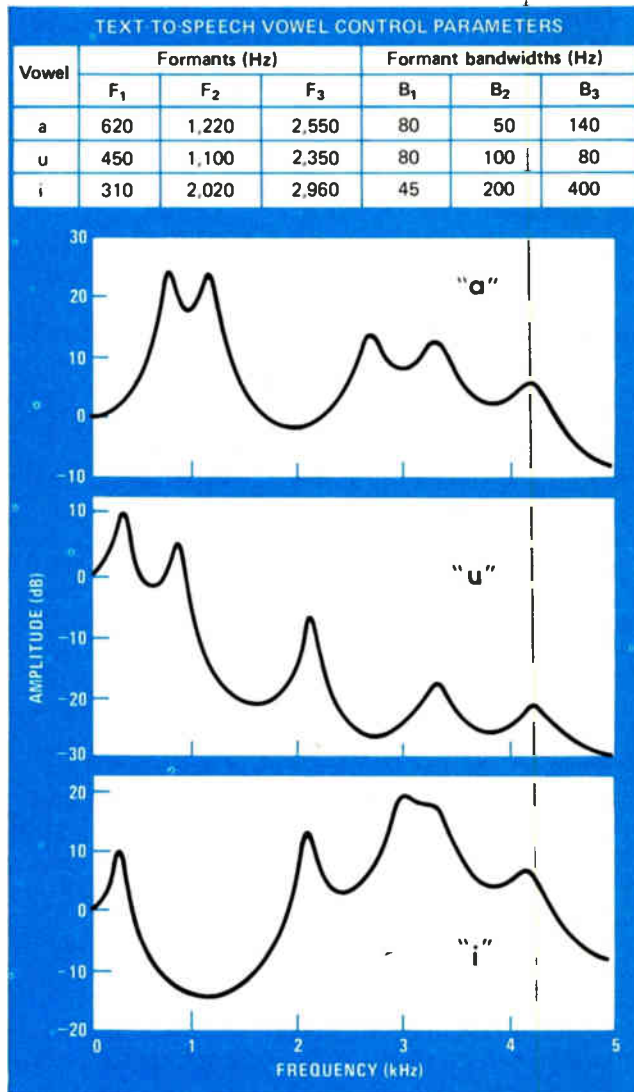 TEXT-TO-SPEECH VOWEL CONTROL PARAMETERS
Vowel Formants (Hz) Formant bandwidths (Hz)
F1 F2 F3 B1 B2 B3
a 620 1,220 2,550 80 50 140
u 450 1,100 2,350 80 100 80
i 310 2,020 2,960 45 200 400
30
20
10
0
-10
"a"
10
0
-10
-20
-30
"u"
AMPLITUDE (dB)
20
10
0
-10
-20
"i"
0 1 2 3 4 5
FREQUENCY (kHz)